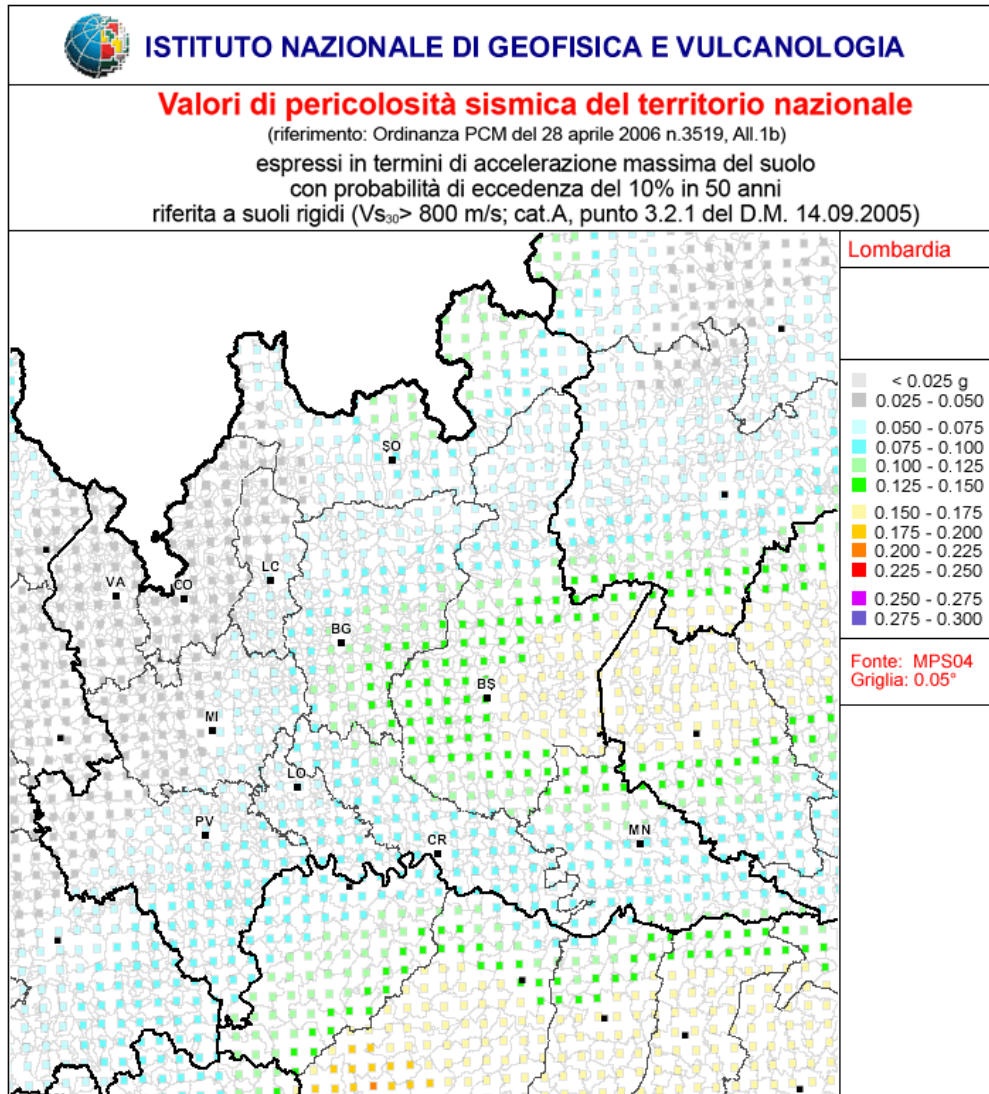 ISTITUTO NAZIONALE DI GEOFISICA E VULCANOLOGIA
Valori di pericolosità sismica del territorio nazionale
(riferimento: Ordinanza PCM del 28 aprile 2006 n.3519, All.1b)
espressi in termini di accelerazione massima del suolo
con probabilità di eccedenza del 10% in 50 anni
riferita a suoli rigidi (Vs₃₀> 800 m/s; cat.A, punto 3.2.1 del D.M. 14.09.2005)
Lombardia
< 0.025 g
0.025 - 0.050
0.050 - 0.075
0.075 - 0.100
0.100 - 0.125
0.125 - 0.150
0.150 - 0.175
0.175 - 0.200
0.200 - 0.225
0.225 - 0.250
0.250 - 0.275
0.275 - 0.300
Fonte: MPS04
Griglia: 0.05°
SO
LC
VA
CO
BG
BS
MI
LO
PV
MN
CR